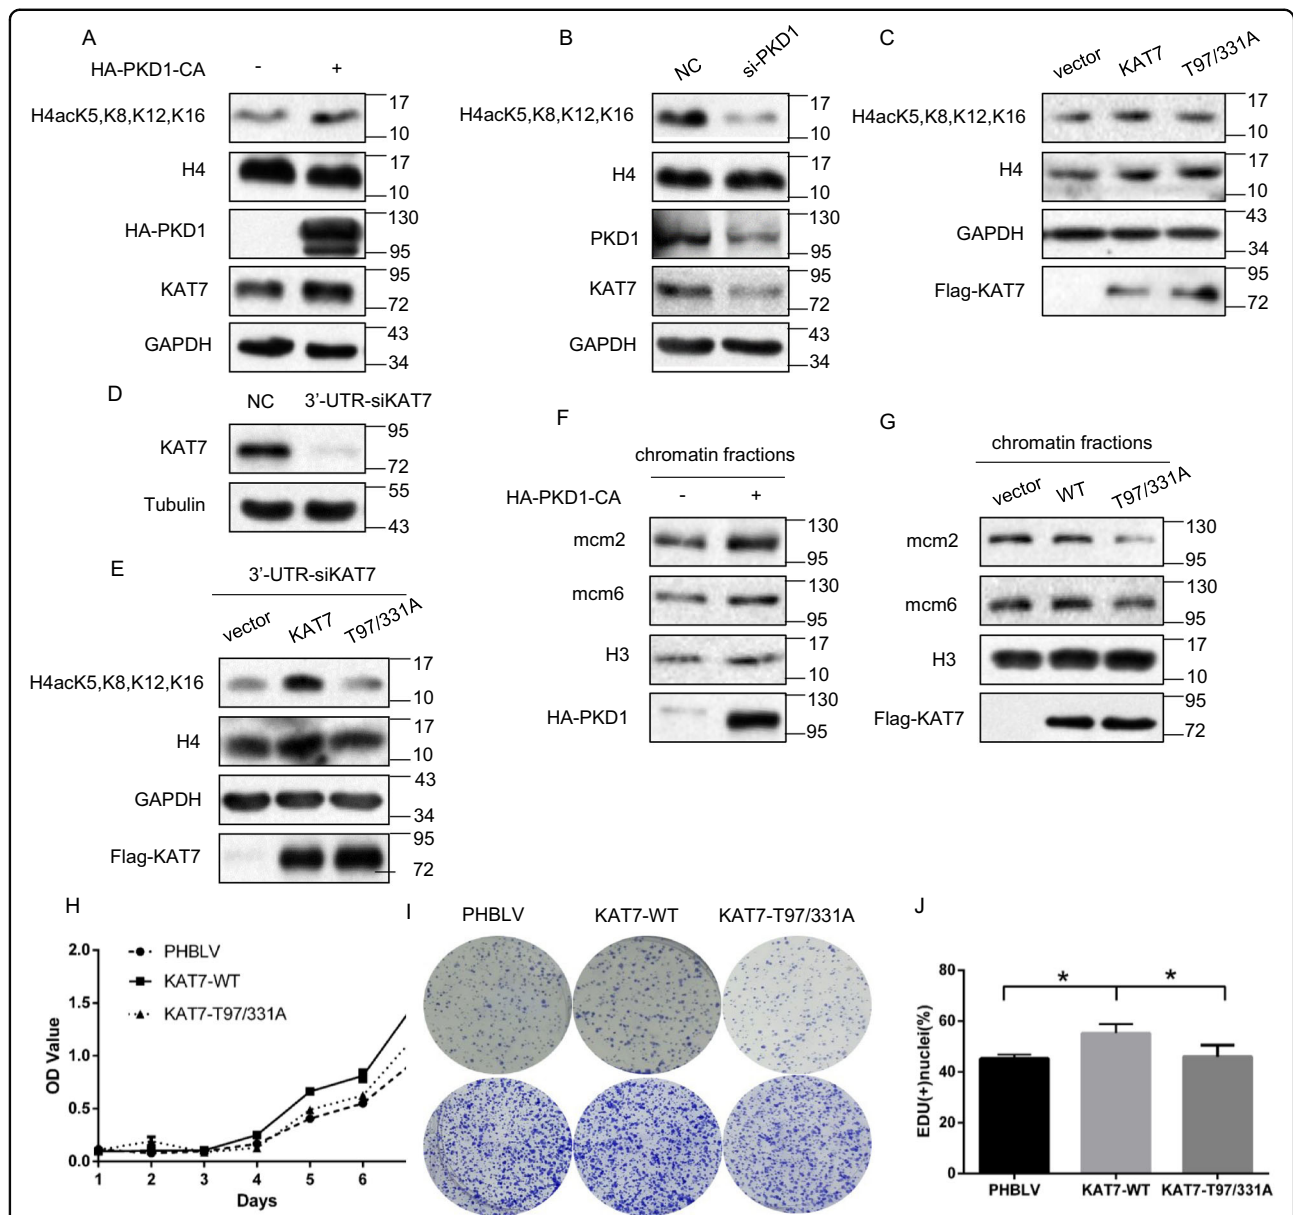 A
HA-PKD1-CA - +
H4acK5,K8,K12,K16 17 10
H4 17 10
HA-PKD1 130 95
KAT7 95 72
GAPDH 43 34
B
NC si-PKD1
H4acK5,K8,K12,K16 17 10
H4 17 10
PKD1 130 95
KAT7 95 72
GAPDH 43 34
C
vector KAT7 T97/331A
H4acK5,K8,K12,K16 17 10
H4 17 10
GAPDH 43 34
Flag-KAT7 95 72
D
NC 3'-UTR-siKAT7
KAT7 95 72
Tubulin 55 43
E
3'-UTR-siKAT7
vector KAT7 T97/331A
H4acK5,K8,K12,K16 17 10
H4 17 10
GAPDH 43 34
Flag-KAT7 95 72
F
chromatin fractions
HA-PKD1-CA - +
mcm2 130 95
mcm6 130 95
H3 17 10
HA-PKD1 130 95
G
chromatin fractions
vector WT T97/331A
mcm2 130 95
mcm6 130 95
H3 17 10
Flag-KAT7 95 72
H
PHBLV
KAT7-WT
KAT7-T97/331A
OD Value
2.0
1.5
1.0
0.5
0.0
1 2 3 4 5 6
Days
I
PHBLV KAT7-WT KAT7-T97/331A
J
EDU(+)nuclei(%)
80
60
40
20
0
* *
PHBLV KAT7-WT KAT7-T97/331A